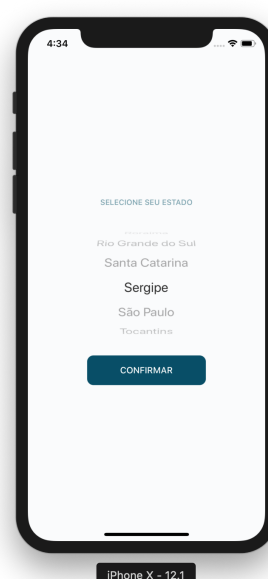 4:34
SELECIONE SEU ESTADO
Rio Grande do Sul
Santa Catarina
Sergipe
São Paulo
Tocantins
CONFIRMAR
iPhone X - 12.1